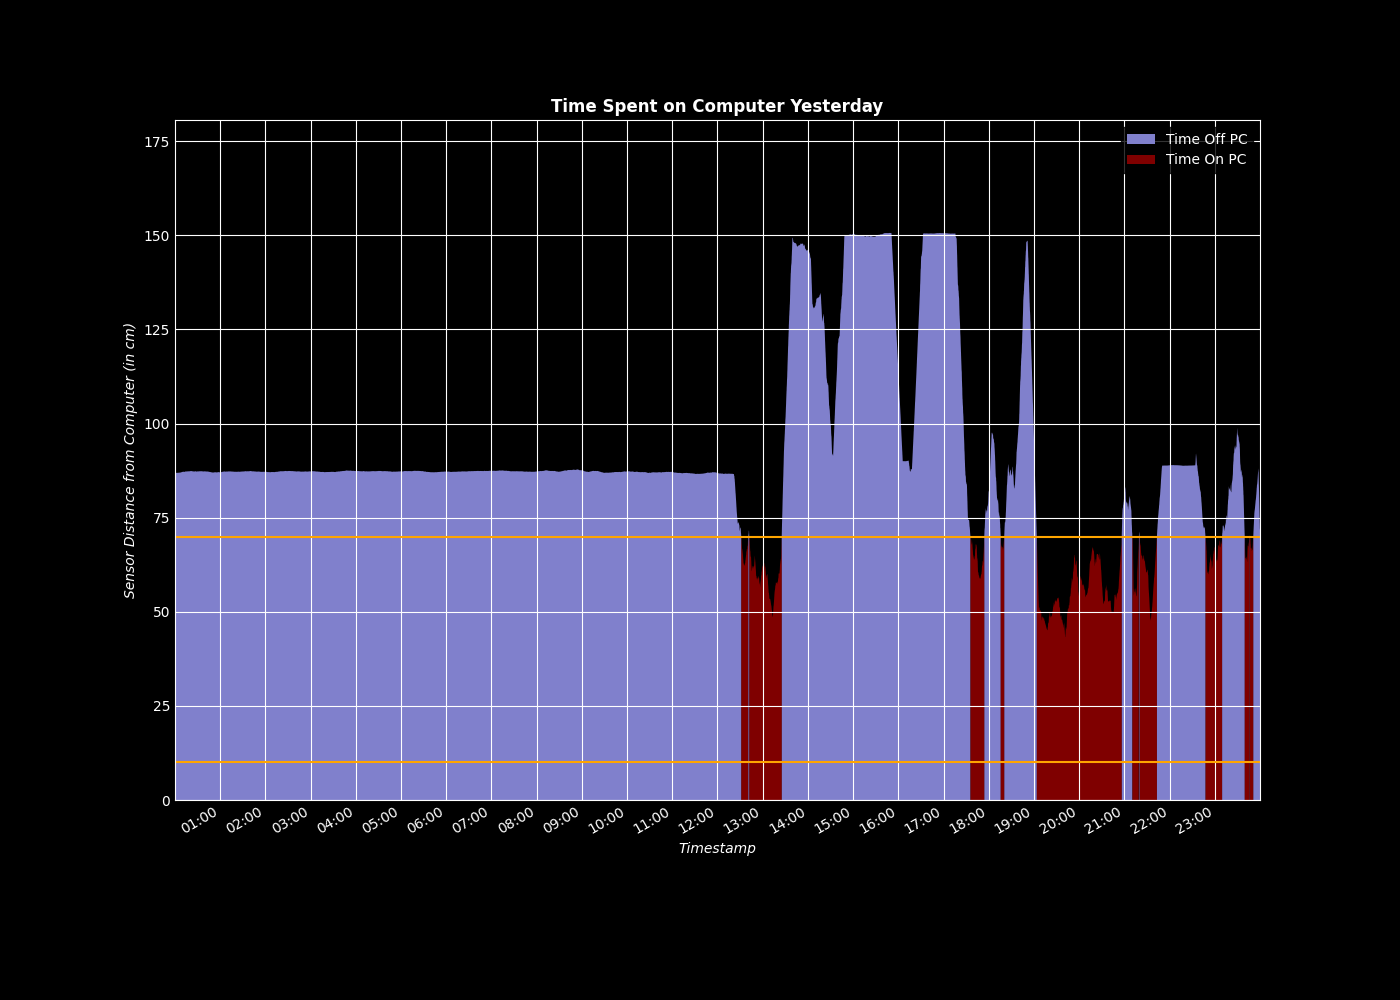 Time Spent on Computer Yesterday
Time Off PC
Time On PC
175
150
125
100
75
50
25
0
Sensor Distance from Computer (in cm)
01:00 02:00 03:00 04:00 05:00 06:00 07:00 08:00 09:00 10:00 11:00 12:00 13:00 14:00 15:00 16:00 17:00 18:00 19:00 20:00 21:00 22:00 23:00
Timestamp